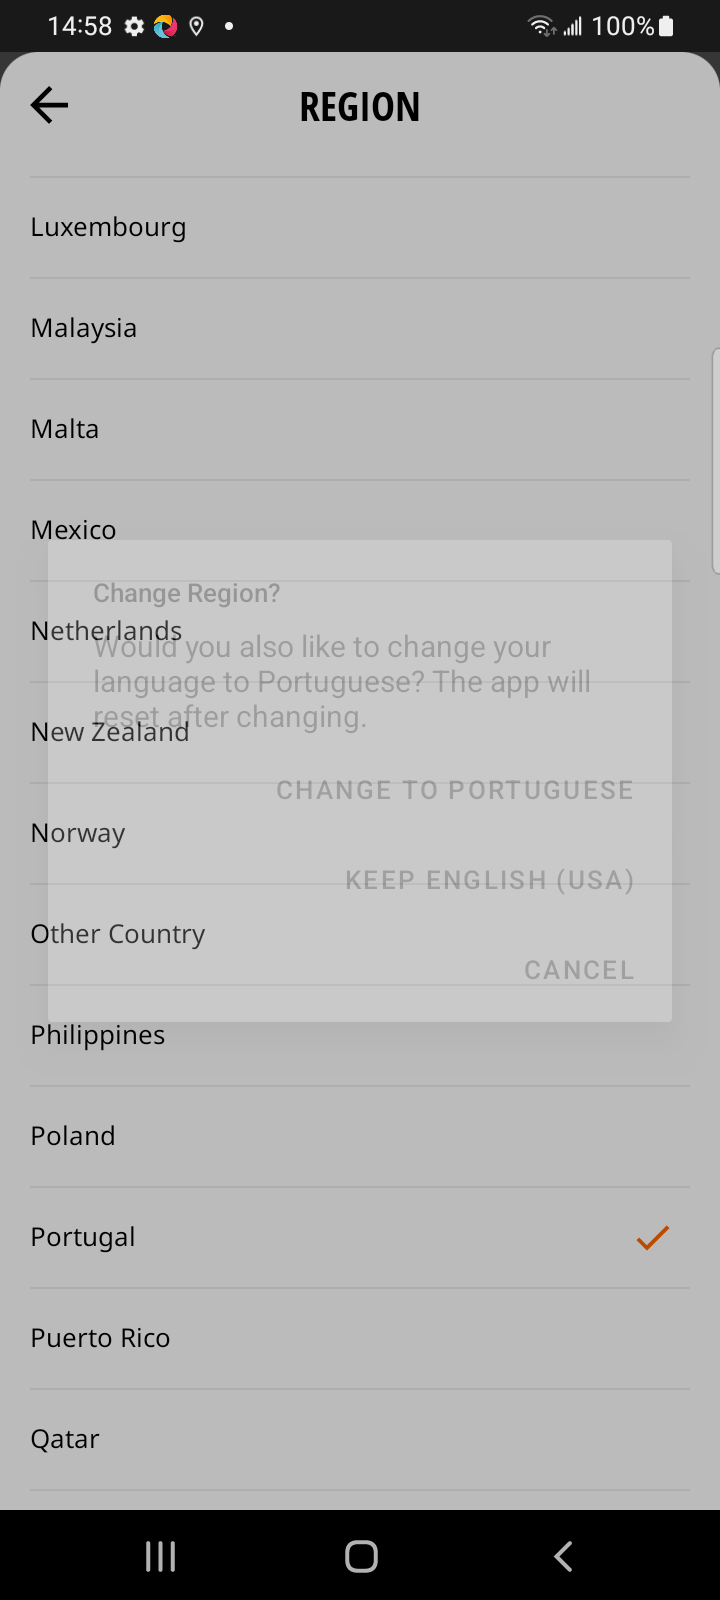 14:58
100%
REGION
Luxembourg
Malaysia
Malta
Mexico
Change Region?
Netherlands
Would you also like to change your
language to Portuguese? The app will
reset after changing.
New Zealand
CHANGE TO PORTUGUESE
Norway
KEEP ENGLISH (USA)
Other Country
CANCEL
Philippines
Poland
Portugal
Puerto Rico
Qatar